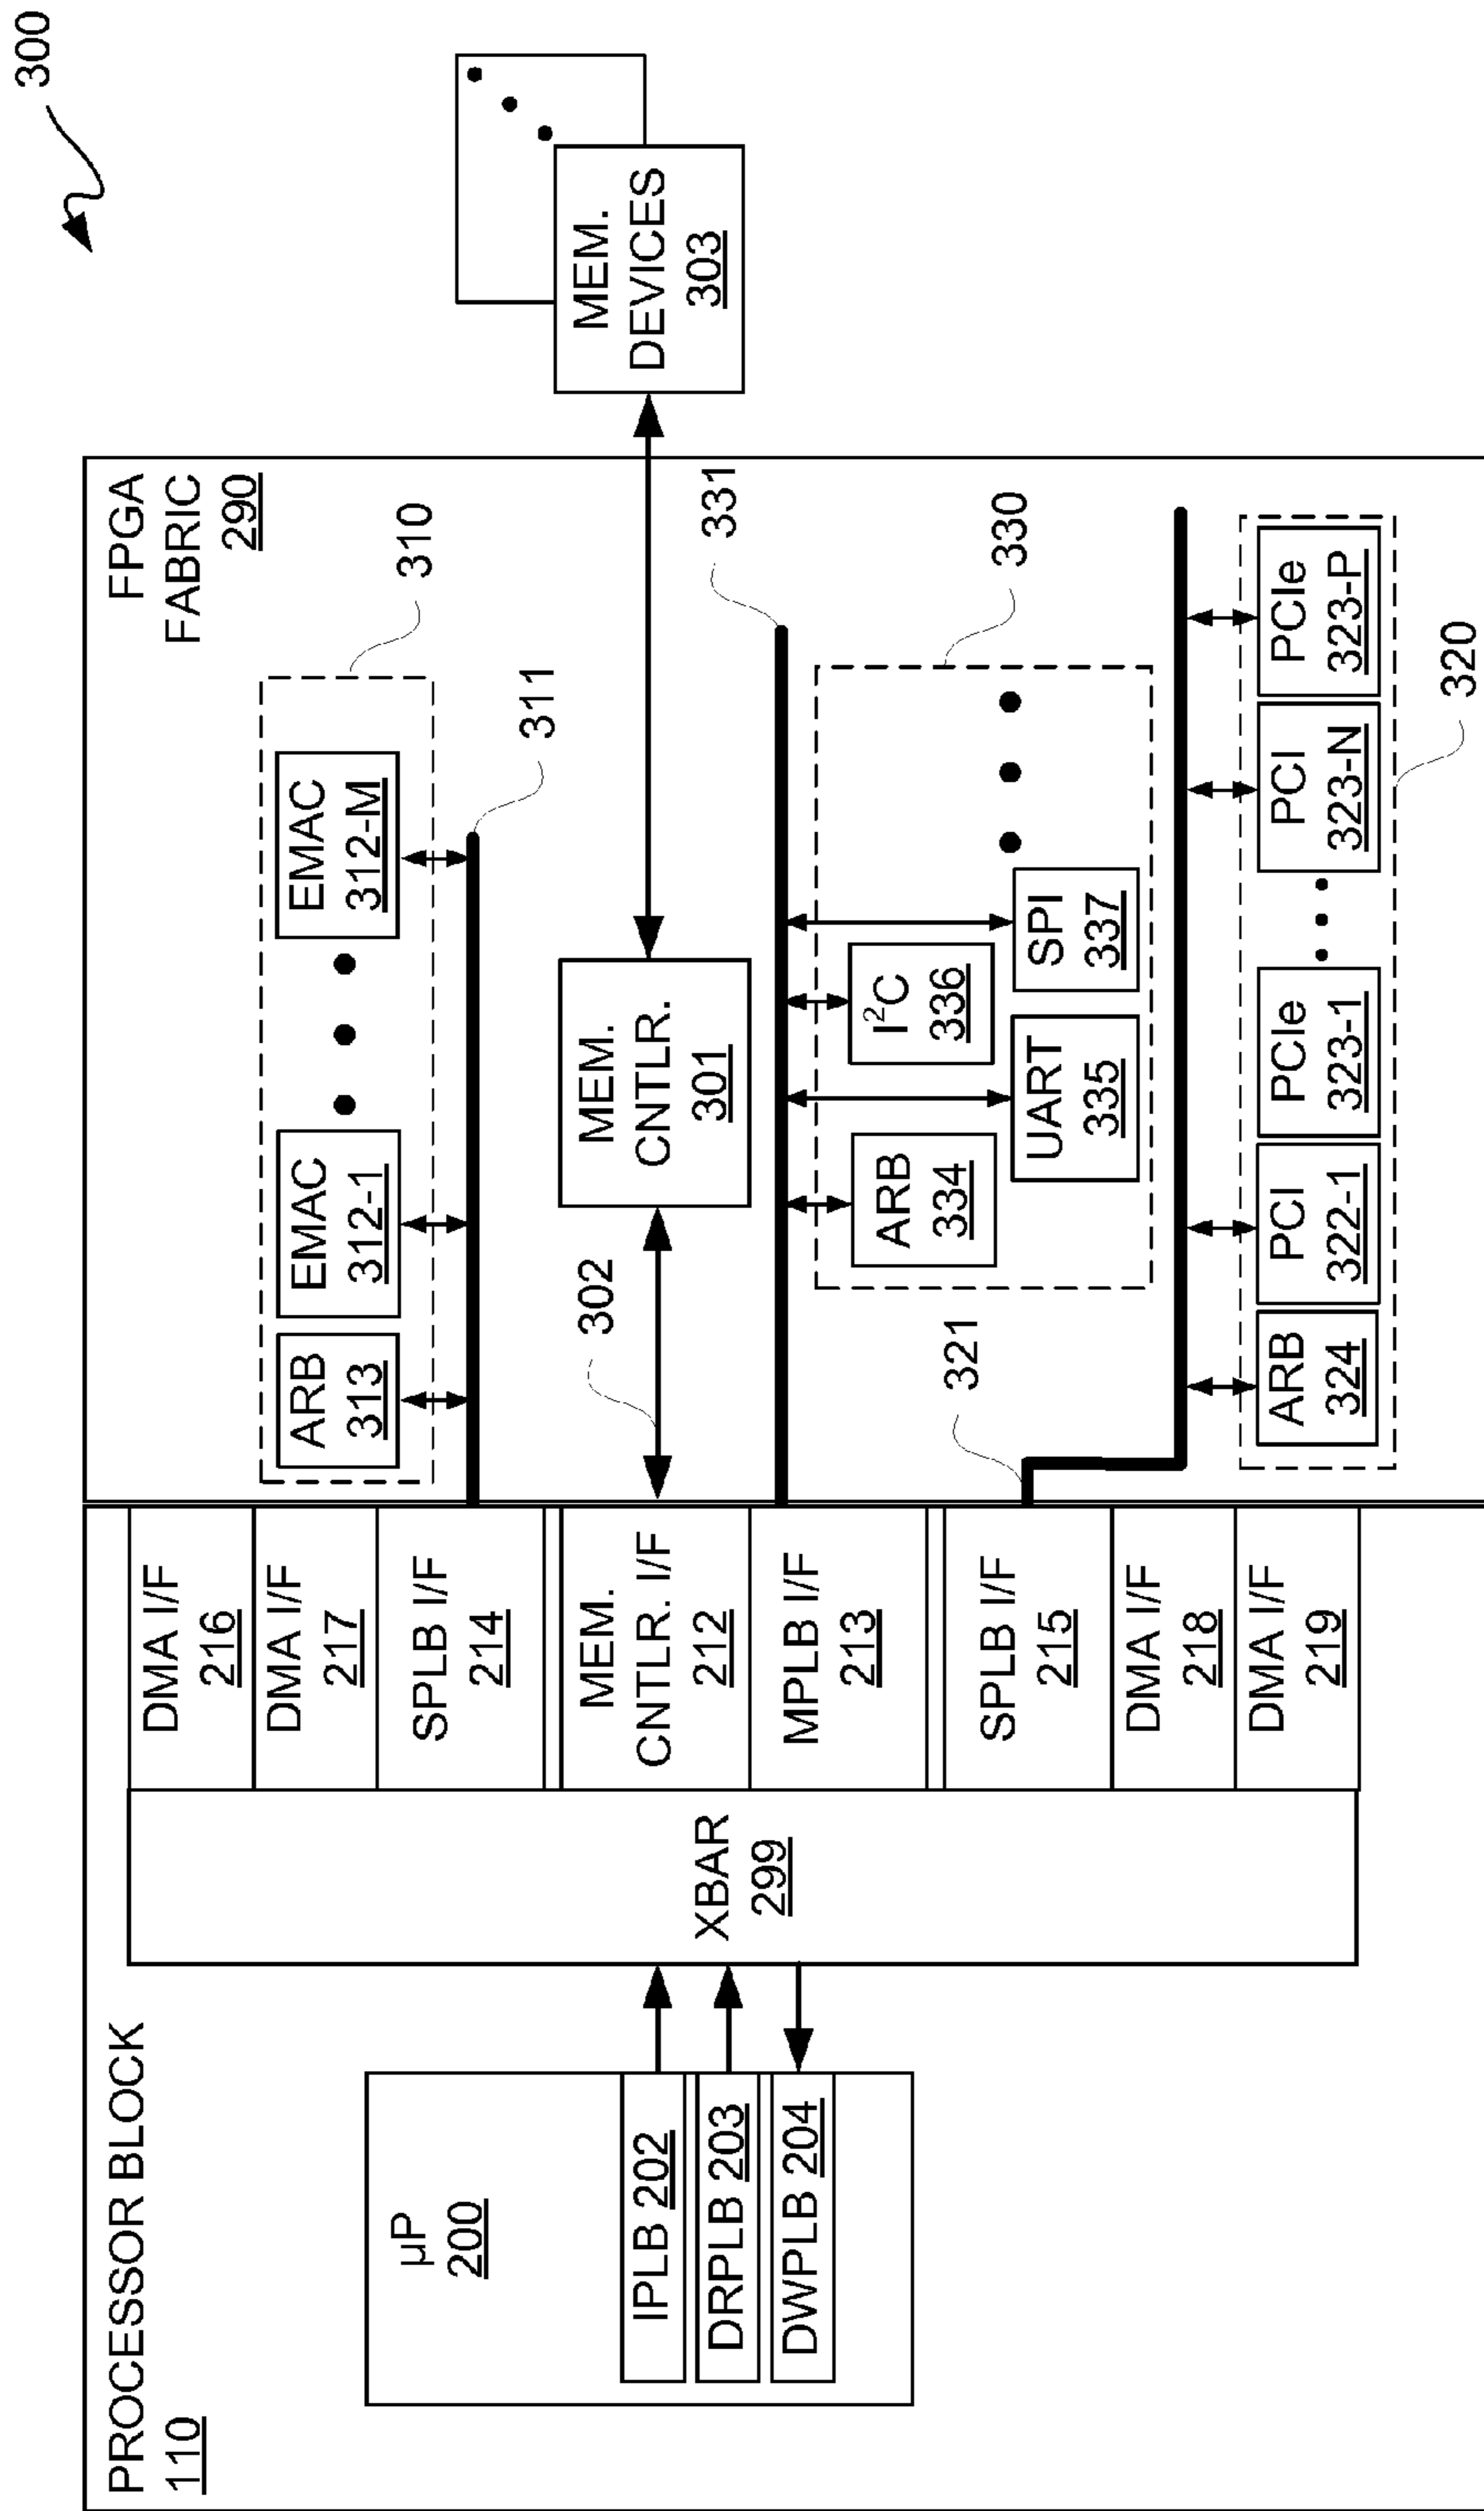 300
PROCESSOR BLOCK
110
µP
200
IPLB 202
DRPLB 203
DWPLB 204
XBAR
299
DMA I/F
216
DMA I/F
217
SPLB I/F
214
MEM.
CNTLR. I/F
212
MPLB I/F
213
SPLB I/F
215
DMA I/F
218
DMA I/F
219
FPGA
FABRIC
290
310
ARB
313
EMAC
312-1
EMAC
312-M
311
302
MEM.
CNTLR.
301
MEM.
DEVICES
303
331
330
ARB
334
UART
335
I²C
336
SPI
337
321
ARB
324
PCI
322-1
PCIe
323-1
PCI
323-N
PCIe
323-P
320